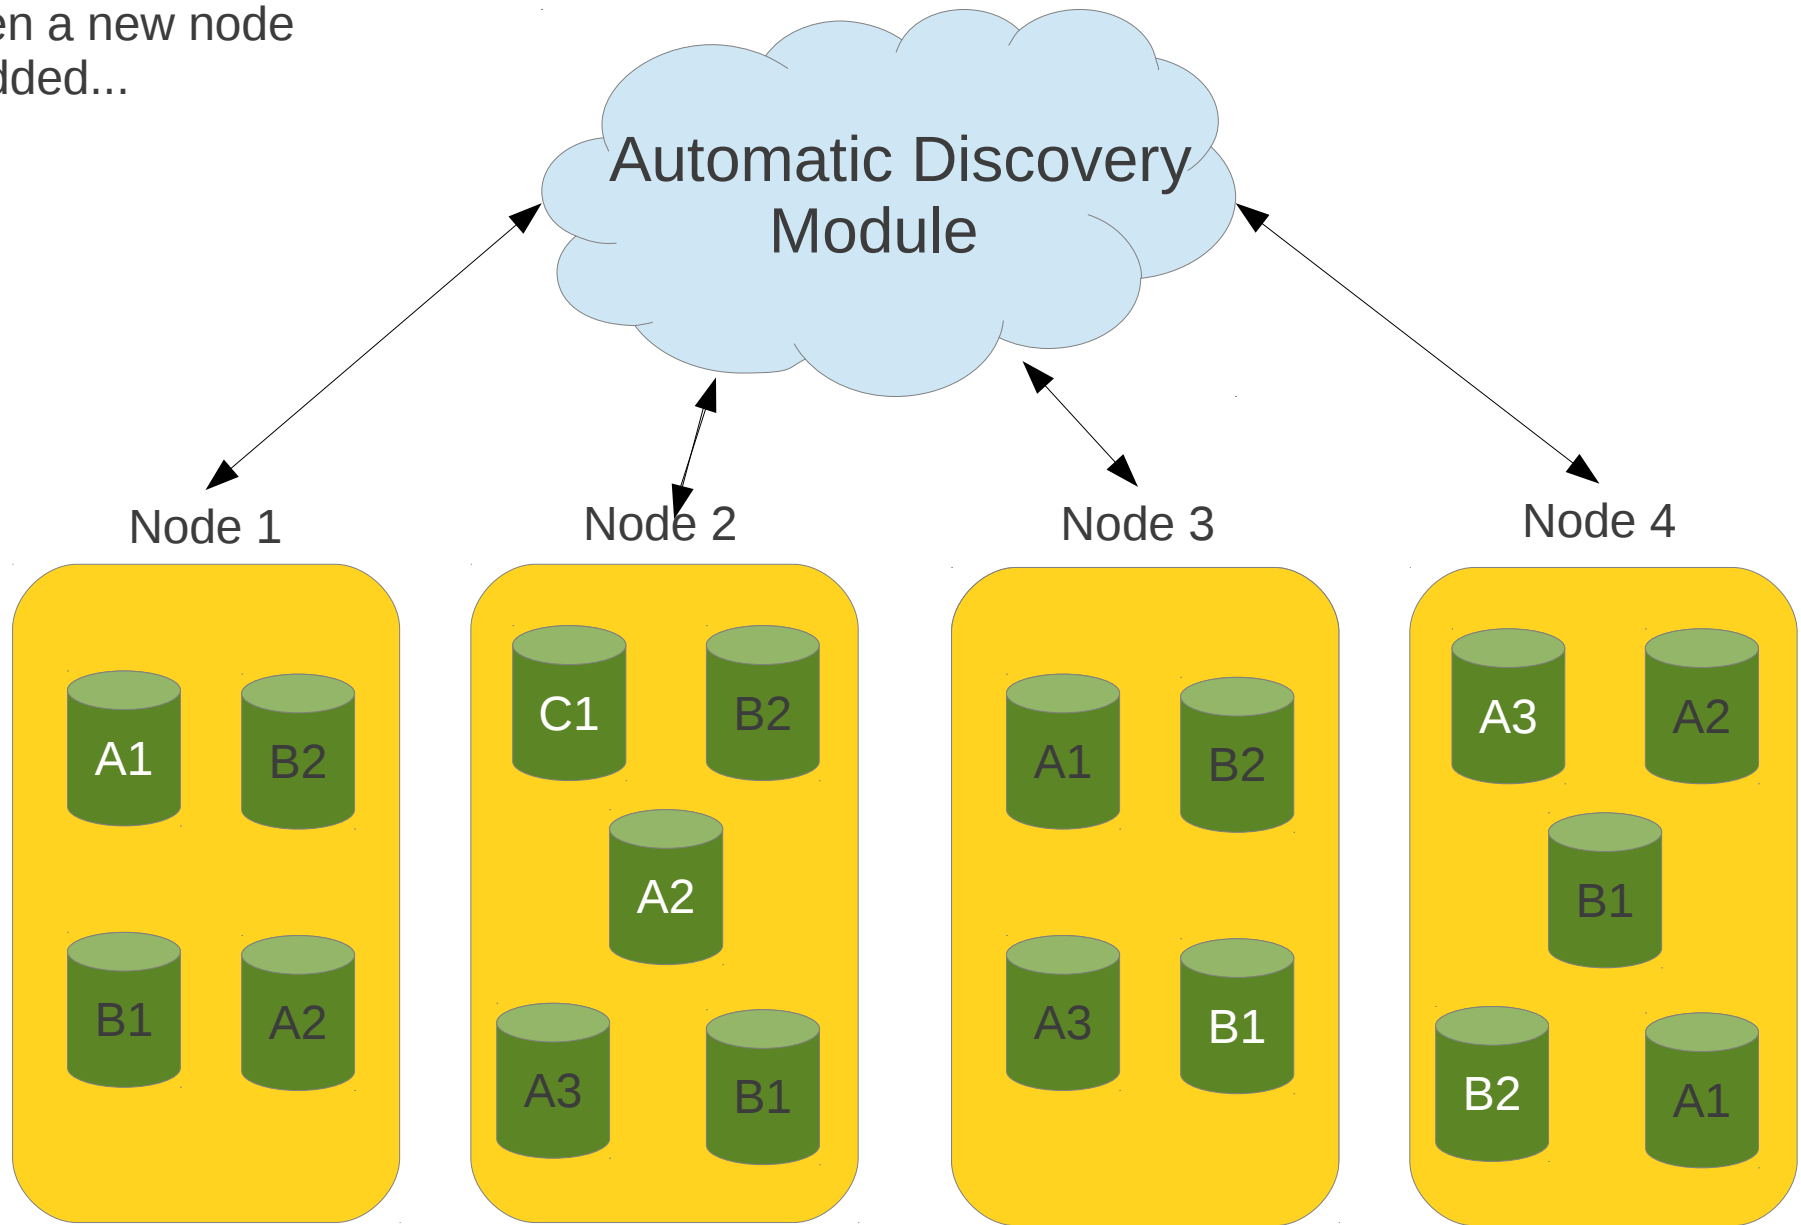 en a new node
dded...
Automatic Discovery
Module
Node 1
Node 2
Node 3
Node 4
A1
B2
B1
A2
C1
B2
A2
A3
B1
A1
B2
A3
B1
A3
A2
B1
B2
A1